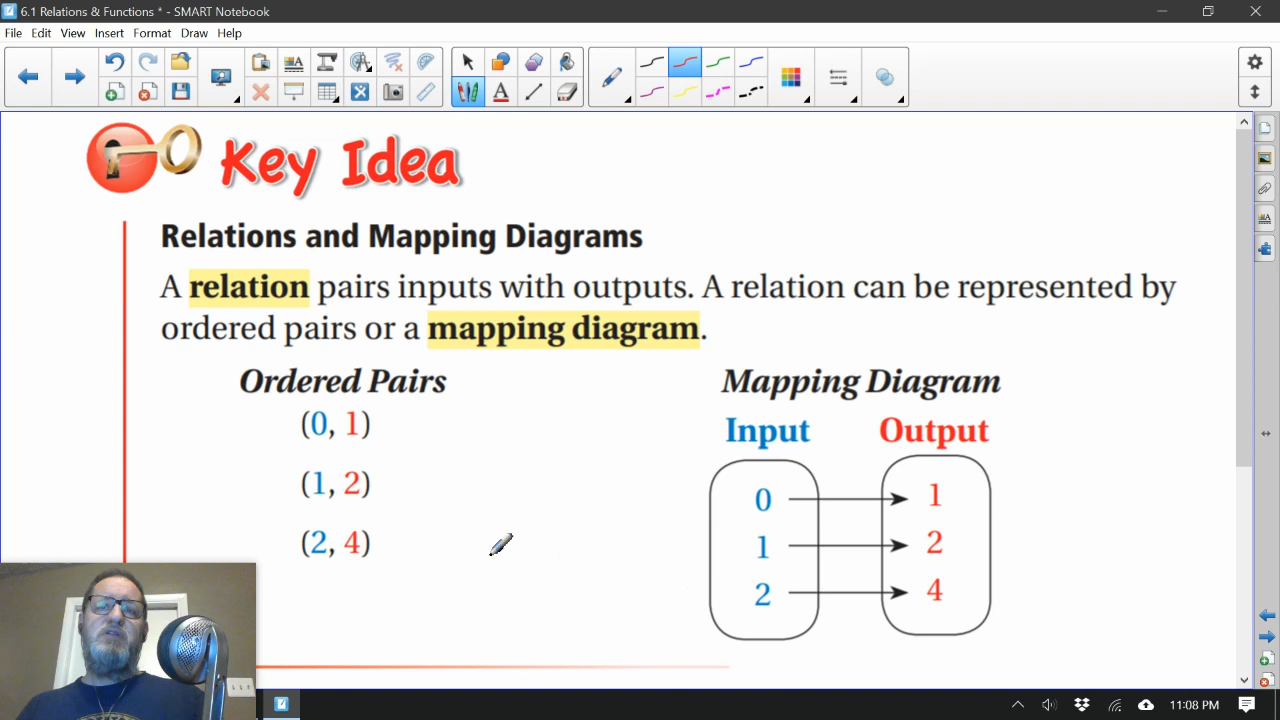 6.1 Relations & Functions * - SMART Notebook
File Edit View Insert Format Draw Help
Key Idea
Relations and Mapping Diagrams
A relation pairs inputs with outputs. A relation can be represented by
ordered pairs or a mapping diagram.
Ordered Pairs
(0, 1)
(1, 2)
(2, 4)
Mapping Diagram
Input Output
0 1
1 2
2 4
11:08 PM